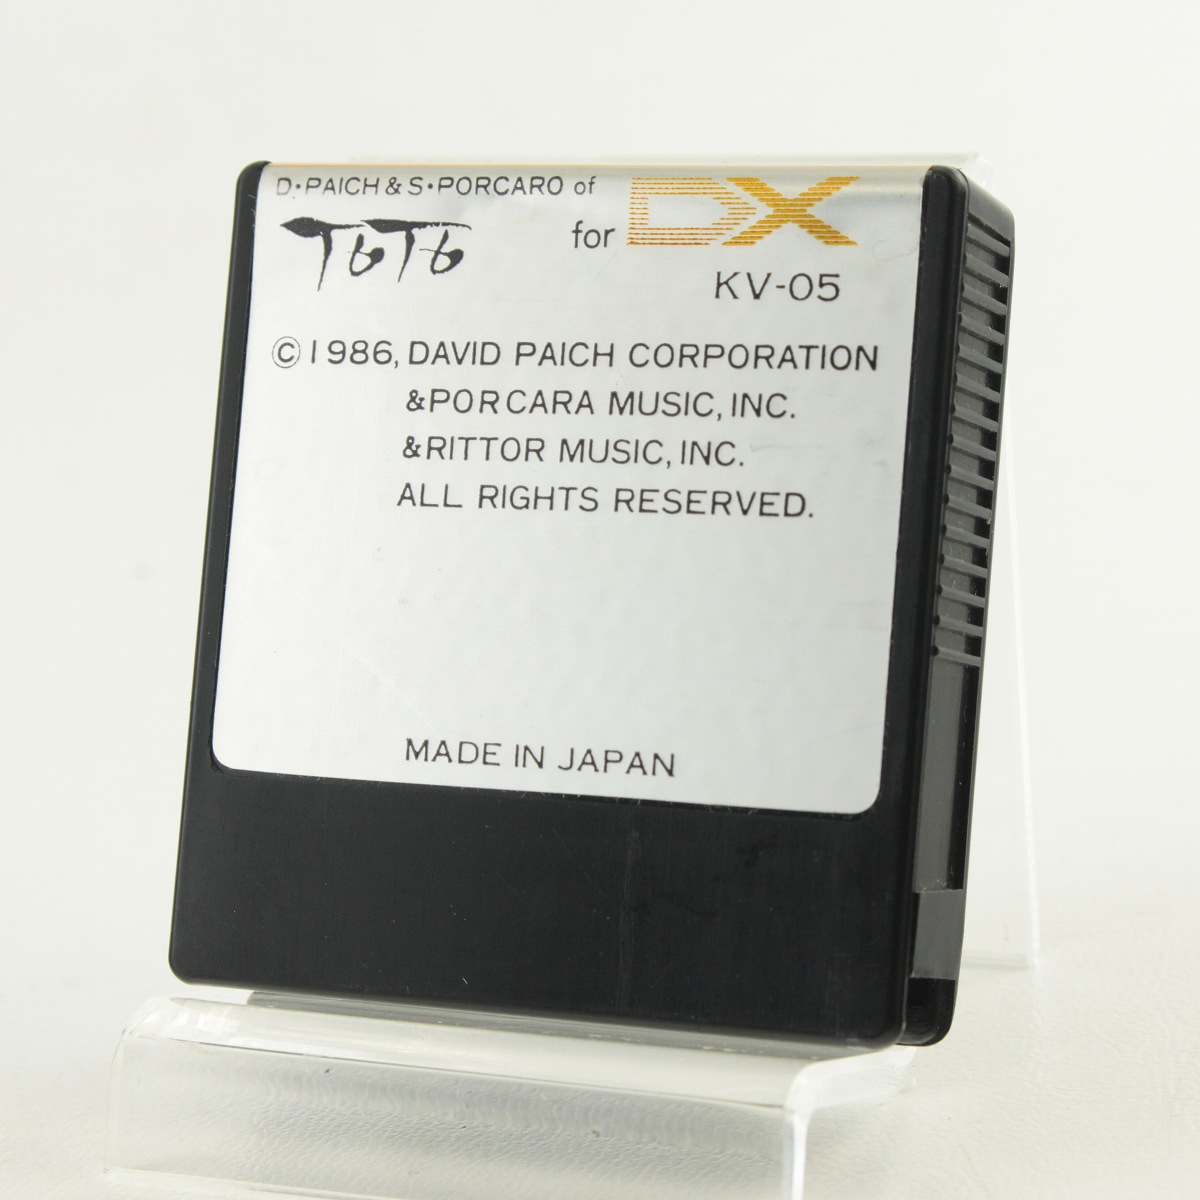 D·PAICH & S·PORCARO of
TOTO
for DX
KV-05
©1986, DAVID PAICH CORPORATION
&PORCARA MUSIC, INC.
&RITTOR MUSIC, INC.
ALL RIGHTS RESERVED.
MADE IN JAPAN